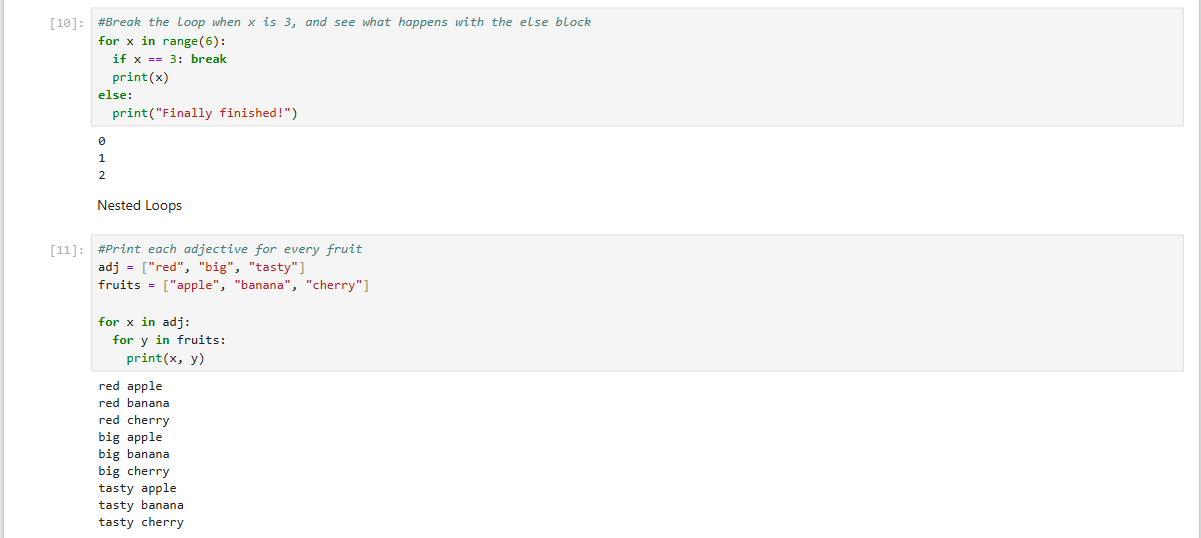 [10]: #Break the loop when x is 3, and see what happens with the else block
for x in range(6):
  if x == 3: break
  print(x)
else:
  print("Finally finished!")
0
1
2
Nested Loops
[11]: #Print each adjective for every fruit
adj = ["red", "big", "tasty"]
fruits = ["apple", "banana", "cherry"]

for x in adj:
  for y in fruits:
    print(x, y)
red apple
red banana
red cherry
big apple
big banana
big cherry
tasty apple
tasty banana
tasty cherry